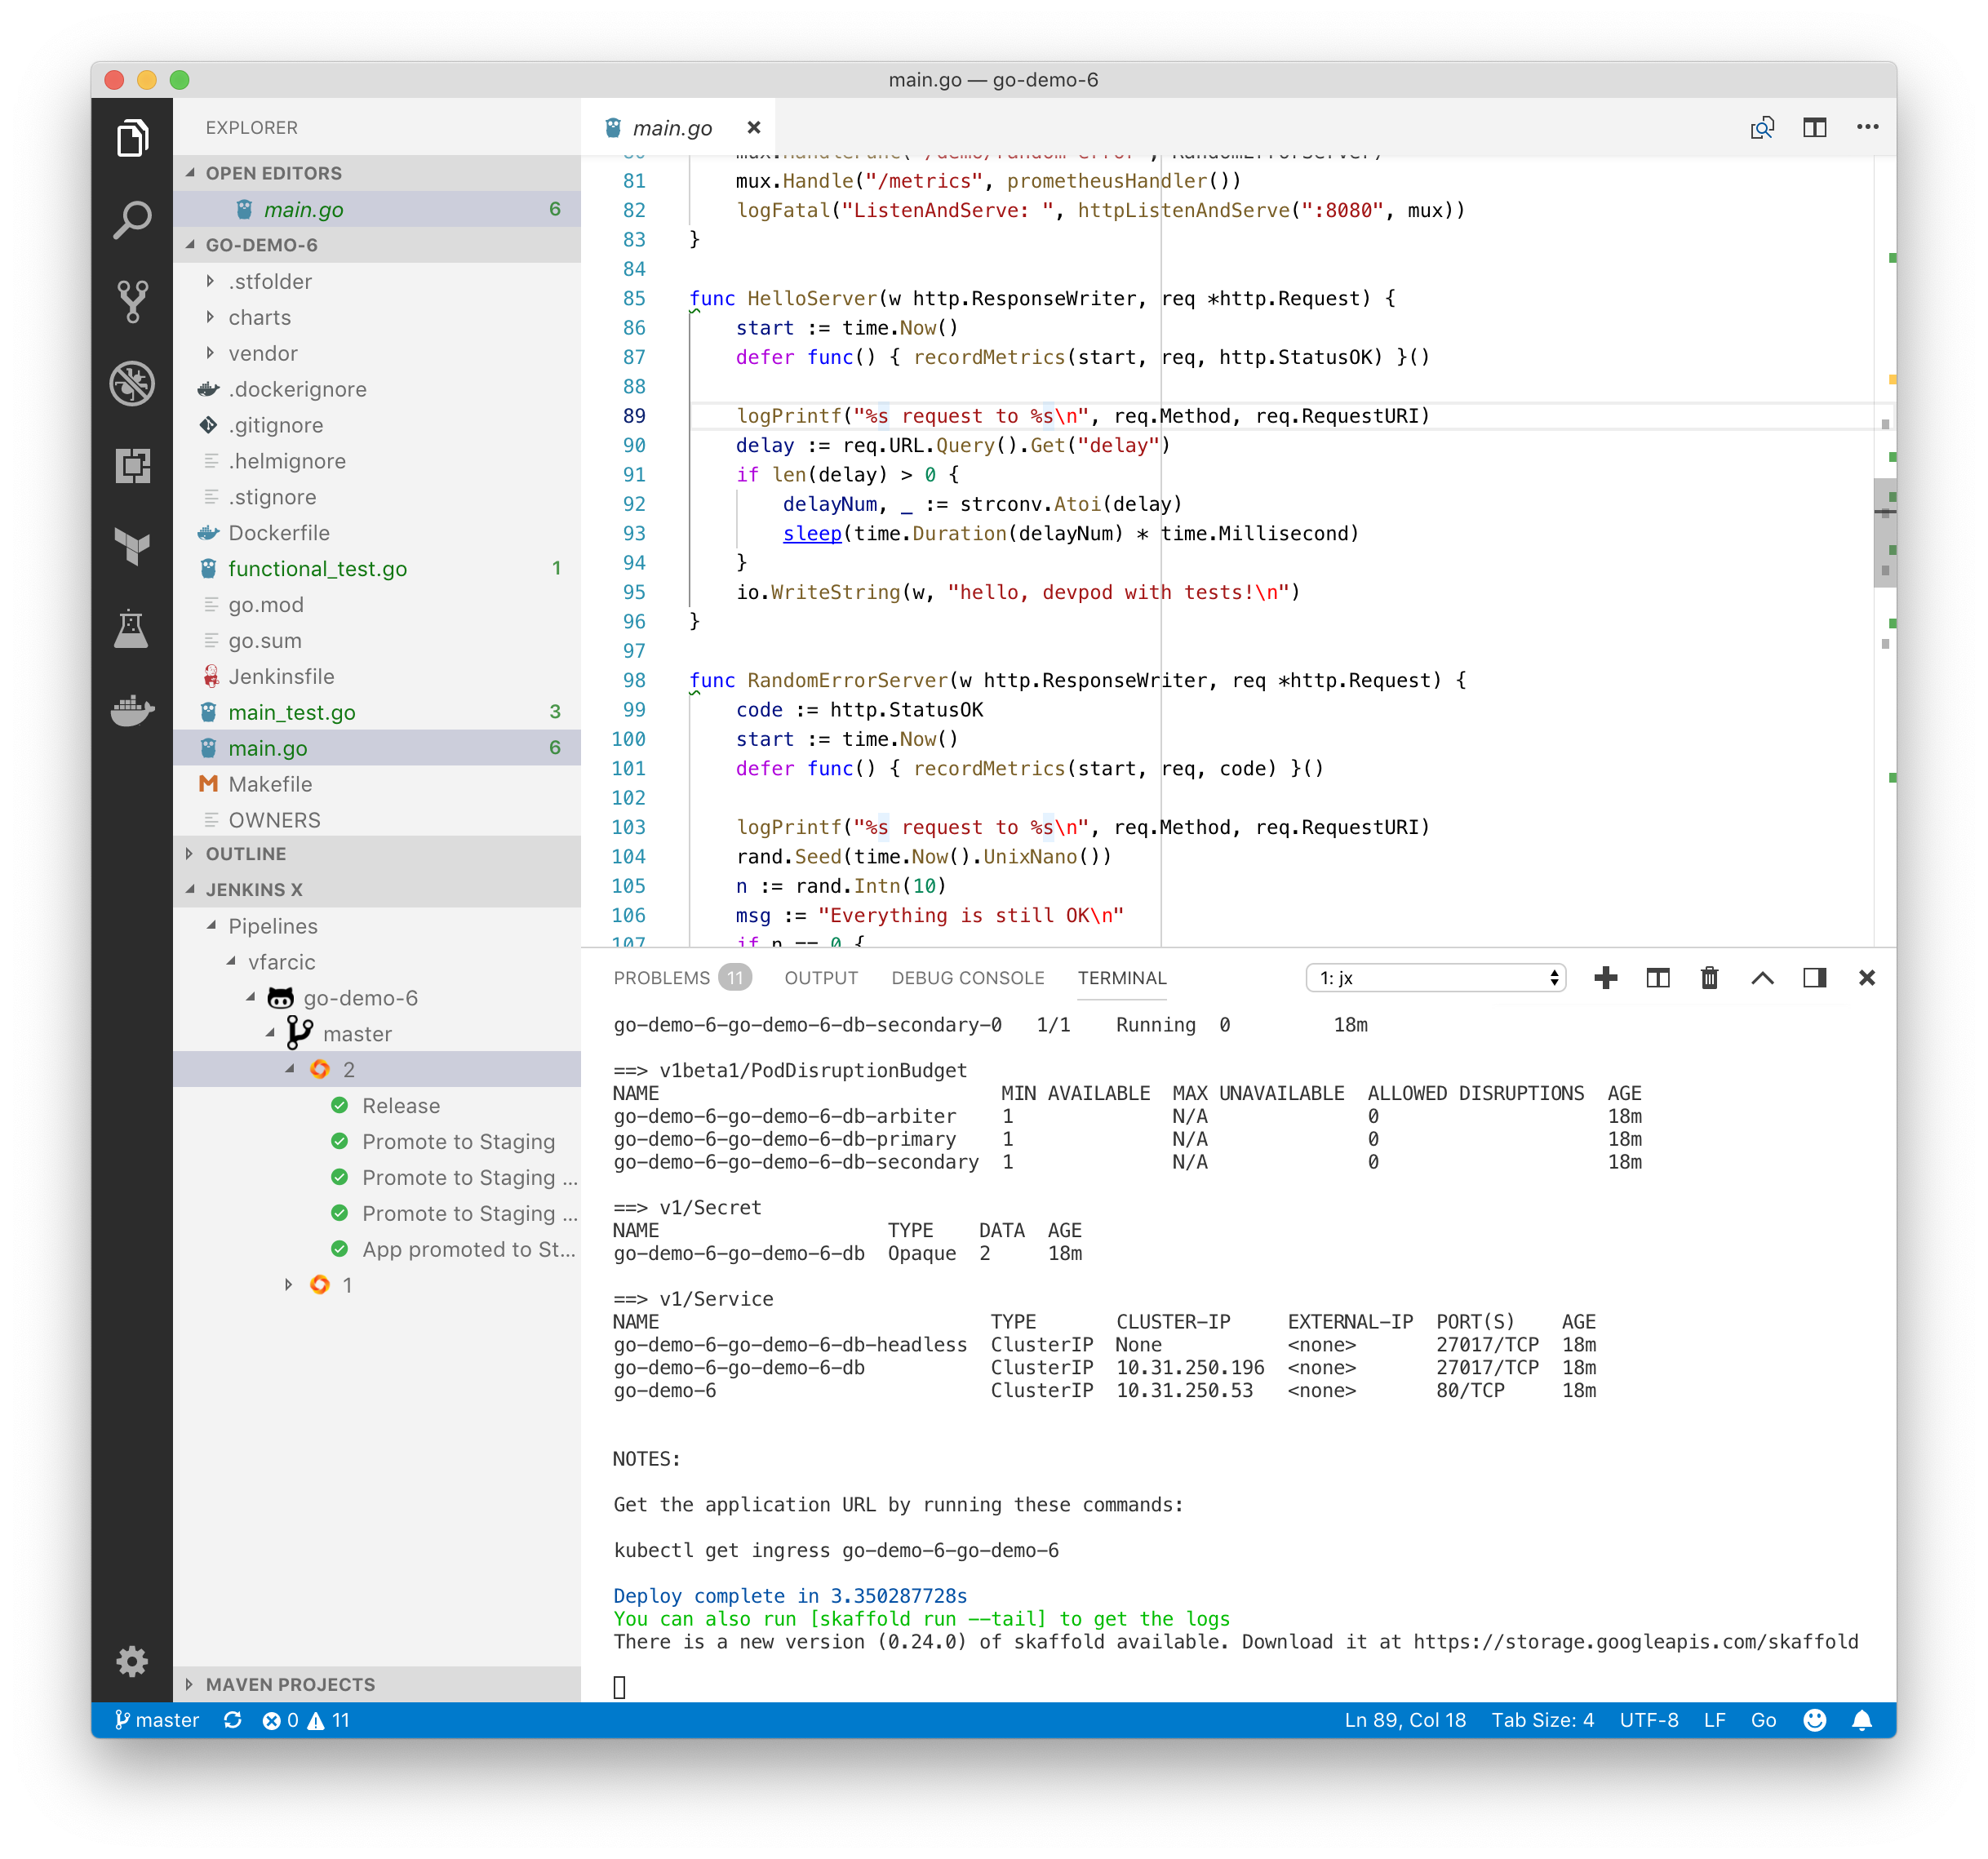 main.go — go-demo-6
EXPLORER
OPEN EDITORS
main.go 6
GO-DEMO-6
.stfolder
charts
vendor
.dockerignore
.gitignore
.helmignore
.stignore
Dockerfile
functional_test.go 1
go.mod
go.sum
Jenkinsfile
main_test.go 3
main.go 6
Makefile
OWNERS
OUTLINE
JENKINS X
Pipelines
vfarcic
go-demo-6
master
2
Release
Promote to Staging
Promote to Staging ...
Promote to Staging ...
App promoted to St...
1
MAVEN PROJECTS
main.go
80 mux.HandleFunc("/demo/random-error", RandomErrorServer)
81 mux.Handle("/metrics", prometheusHandler())
82 logFatal("ListenAndServe: ", httpListenAndServe(":8080", mux))
83 }
84
85 func HelloServer(w http.ResponseWriter, req *http.Request) {
86 start := time.Now()
87 defer func() { recordMetrics(start, req, http.StatusOK) }()
88
89 logPrintf("%s request to %s\n", req.Method, req.RequestURI)
90 delay := req.URL.Query().Get("delay")
91 if len(delay) > 0 {
92 delayNum, _ := strconv.Atoi(delay)
93 sleep(time.Duration(delayNum) * time.Millisecond)
94 }
95 io.WriteString(w, "hello, devpod with tests!\n")
96 }
97
98 func RandomErrorServer(w http.ResponseWriter, req *http.Request) {
99 code := http.StatusOK
100 start := time.Now()
101 defer func() { recordMetrics(start, req, code) }()
102
103 logPrintf("%s request to %s\n", req.Method, req.RequestURI)
104 rand.Seed(time.Now().UnixNano())
105 n := rand.Intn(10)
106 msg := "Everything is still OK\n"
107 if n == 0 {
PROBLEMS 11 OUTPUT DEBUG CONSOLE TERMINAL 1: jx
go-demo-6-go-demo-6-db-secondary-0 1/1 Running 0 18m
==> v1beta1/PodDisruptionBudget
NAME MIN AVAILABLE MAX UNAVAILABLE ALLOWED DISRUPTIONS AGE
go-demo-6-go-demo-6-db-arbiter 1 N/A 0 18m
go-demo-6-go-demo-6-db-primary 1 N/A 0 18m
go-demo-6-go-demo-6-db-secondary 1 N/A 0 18m
==> v1/Secret
NAME TYPE DATA AGE
go-demo-6-go-demo-6-db Opaque 2 18m
==> v1/Service
NAME TYPE CLUSTER-IP EXTERNAL-IP PORT(S) AGE
go-demo-6-go-demo-6-db-headless ClusterIP None <none> 27017/TCP 18m
go-demo-6-go-demo-6-db ClusterIP 10.31.250.196 <none> 27017/TCP 18m
go-demo-6 ClusterIP 10.31.250.53 <none> 80/TCP 18m
NOTES:
Get the application URL by running these commands:
kubectl get ingress go-demo-6-go-demo-6
Deploy complete in 3.350287728s
You can also run [skaffold run --tail] to get the logs
There is a new version (0.24.0) of skaffold available. Download it at https://storage.googleapis.com/skaffold
master 0 11 Ln 89, Col 18 Tab Size: 4 UTF-8 LF Go